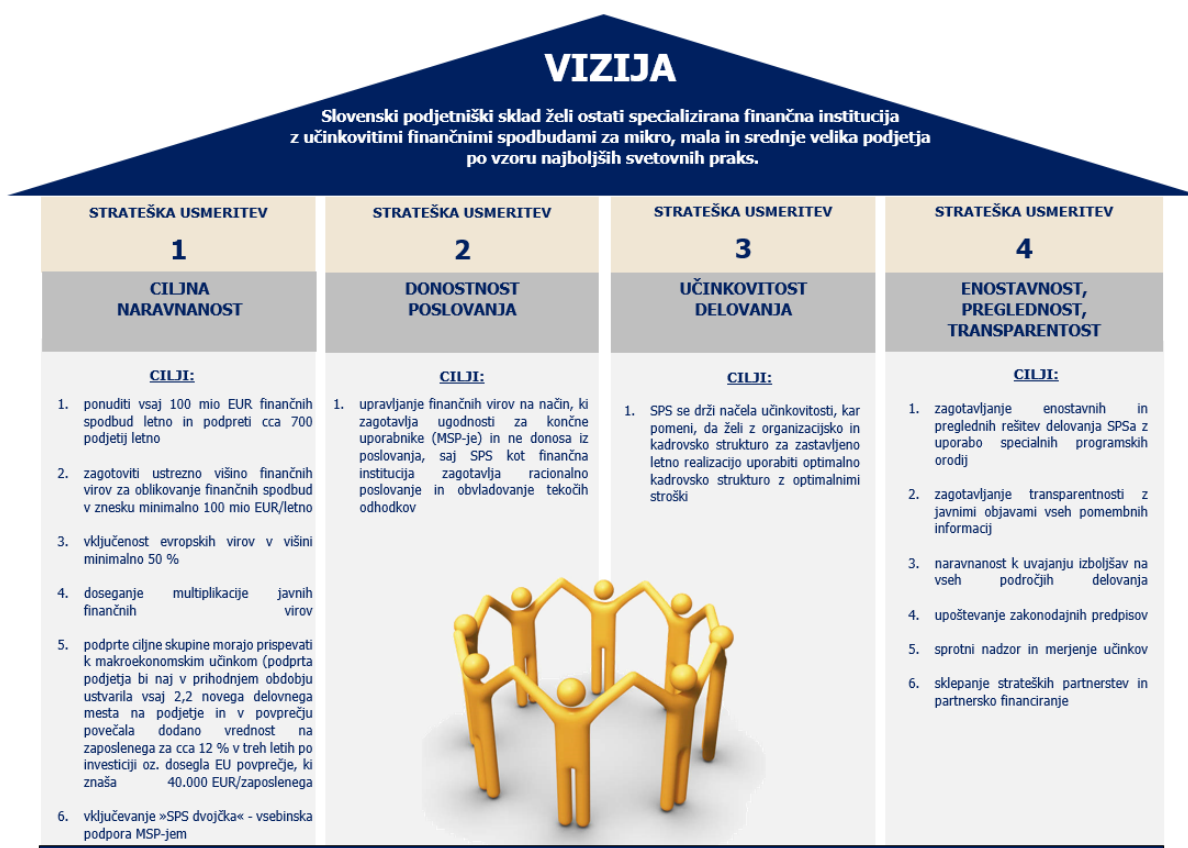 VIZIJA
Slovenski podjetniški sklad želi ostati specializirana finančna institucija
z učinkovitimi finančnimi spodbudami za mikro, mala in srednje velika podjetja
po vzoru najboljših svetovnih praks.
STRATEŠKA USMERITEV
1
CILJNA
NARAVNANOST
CILJI:
1. ponuditi vsaj 100 mio EUR finančnih
spodbud letno in podpreti cca 700
podjetij letno
2. zagotoviti ustrezno višino finančnih
virov za oblikovanje finančnih spodbud
v znesku minimalno 100 mio EUR/letno
3. vključenost evropskih virov v višini
minimalno 50 %
4. doseganje multiplikacije javnih
finančnih virov
5. podprte ciljne skupine morajo prispevati
k makroekonomskim učinkom (podprta
podjetja bi naj v prihodnjem obdobju
ustvarila vsaj 2,2 novega delovnega
mesta na podjetje in v povprečju
povečala dodano vrednost na
zaposlenega za cca 12 % v treh letih po
investiciji oz. dosegla EU povprečje, ki
znaša 40.000 EUR/zaposlenega
6. vključevanje »SPS dvojčka« - vsebinska
podpora MSP-jem
STRATEŠKA USMERITEV
2
DONOSTNOST
POSLOVANJA
CILJI:
1. upravljanje finančnih virov na način, ki
zagotavlja ugodnosti za končne
uporabnike (MSP-je) in ne donosa iz
poslovanja, saj SPS kot finančna
institucija zagotavlja racionalno
poslovanje in obvladovanje tekočih
odhodkov
STRATEŠKA USMERITEV
3
UČINKOVITOST
DELOVANJA
CILJI:
1. SPS se drži načela učinkovitosti, kar
pomeni, da želi z organizacijsko in
kadrovsko strukturo za zastavljeno
letno realizacijo uporabiti optimalno
kadrovsko strukturo z optimalnimi
stroški
STRATEŠKA USMERITEV
4
ENOSTAVNOST,
PREGLEDNOST,
TRANSPARENTOST
CILJI:
1. zagotavljanje enostavnih in
preglednih rešitev delovanja SPSa z
uporabo specialnih programskih
orodij
2. zagotavljanje transparentnosti z
javnimi objavami vseh pomembnih
informacij
3. naravnanost k uvajanju izboljšav na
vseh področjih delovanja
4. upoštevanje zakonodajnih predpisov
5. sprotni nadzor in merjenje učinkov
6. sklepanje strateških partnerstev in
partnersko financiranje